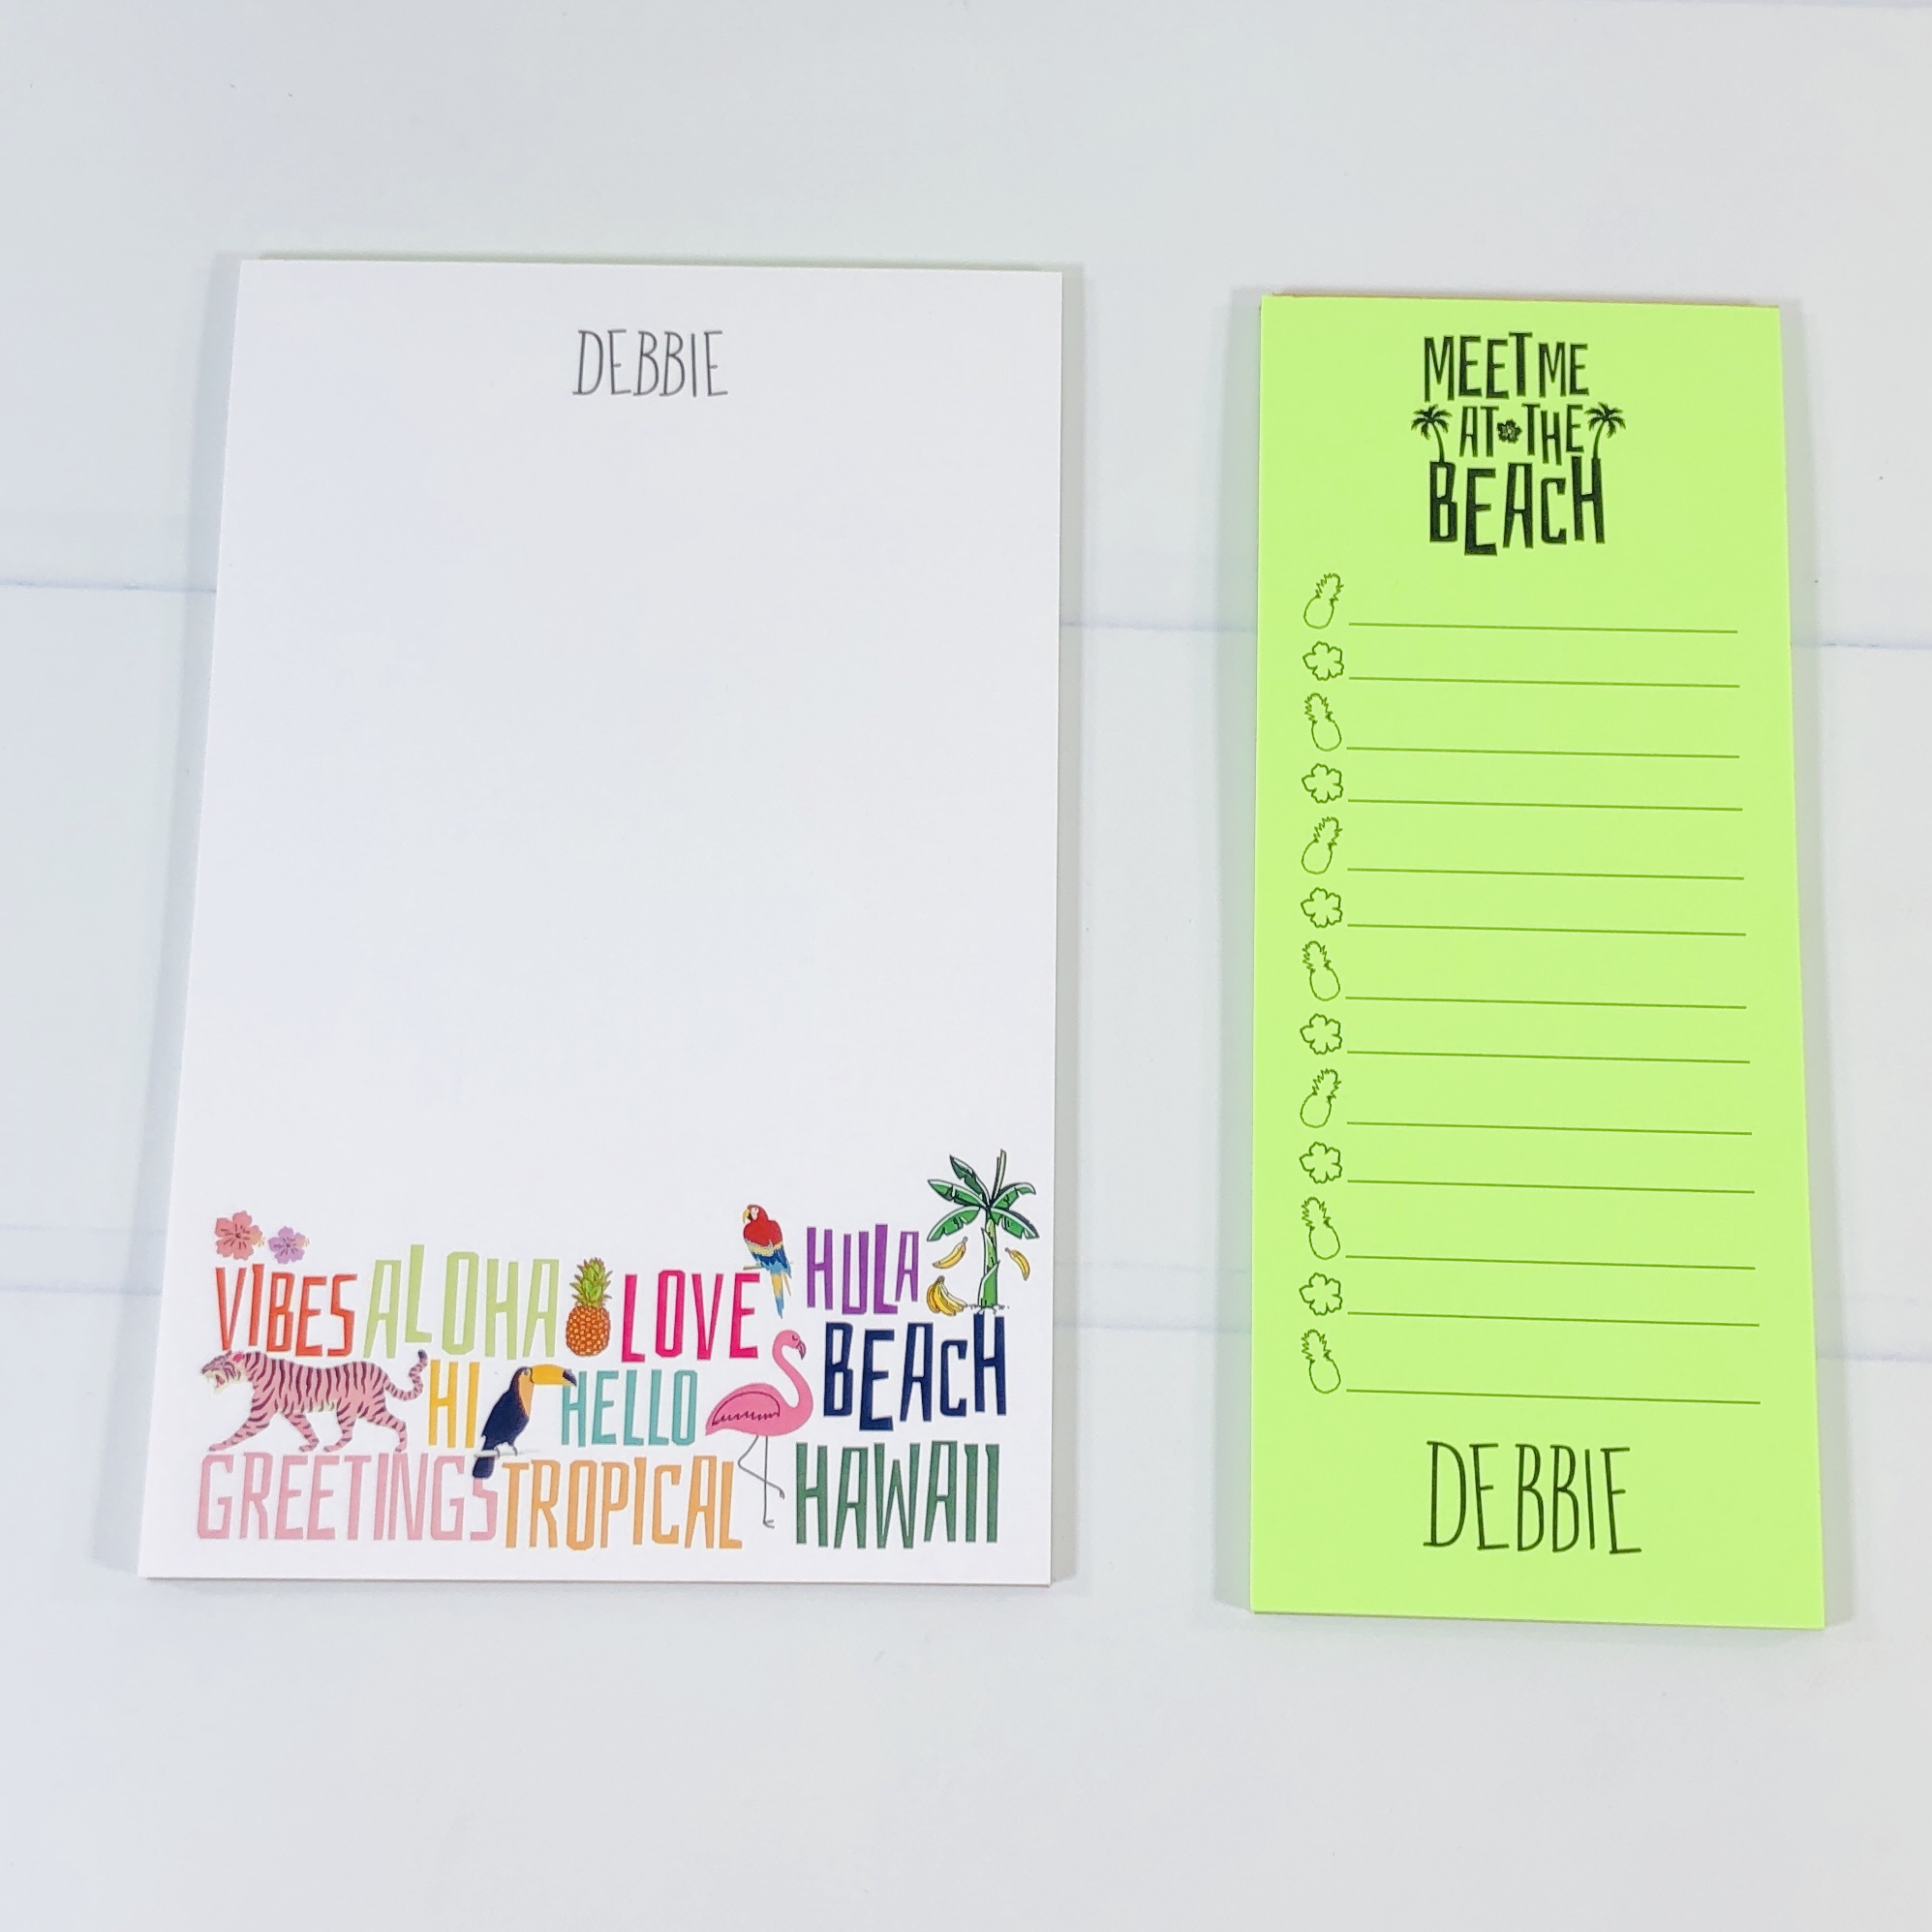 DEBBIE
HULA
VIBES ALOHA LOVE
BEACH
HI HELLO
GREETINGS TROPICAL HAWAII
MEET ME
AT THE
BEACH
DEBBIE